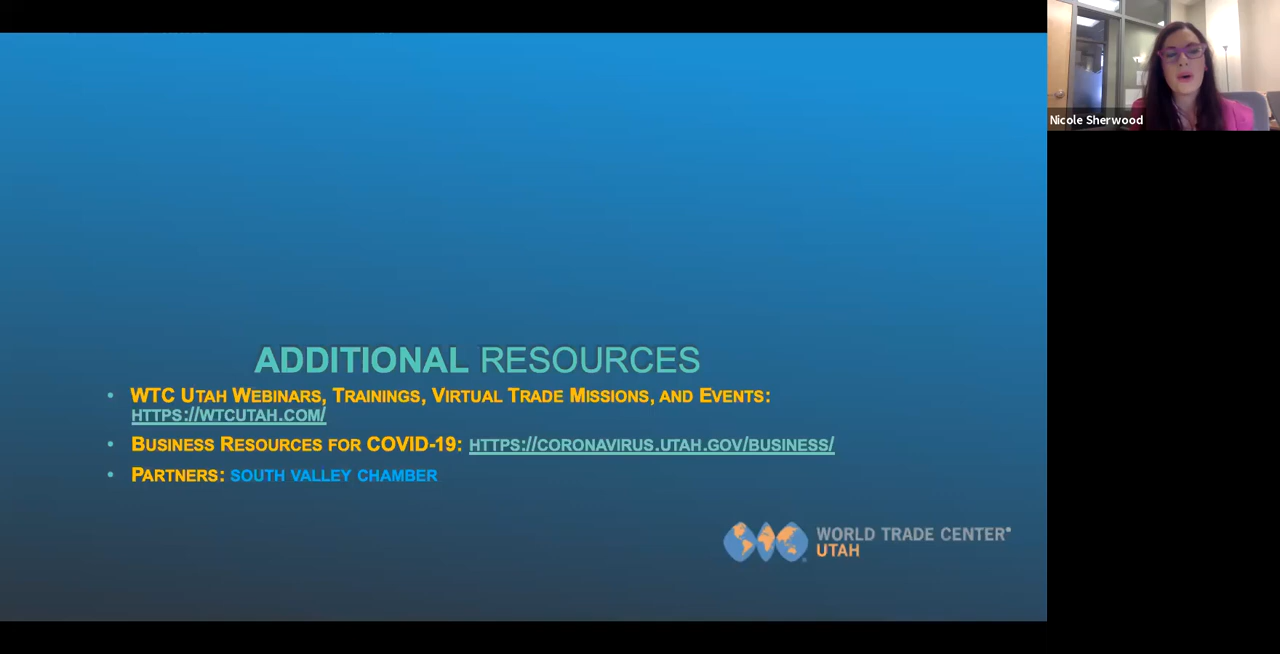 Nicole Sherwood
ADDITIONAL RESOURCES
• WTC UTAH WEBINARS, TRAININGS, VIRTUAL TRADE MISSIONS, AND EVENTS:
HTTPS://WTCUTAH.COM/
• BUSINESS RESOURCES FOR COVID-19: HTTPS://CORONAVIRUS.UTAH.GOV/BUSINESS/
• PARTNERS: SOUTH VALLEY CHAMBER
WORLD TRADE CENTER®
UTAH